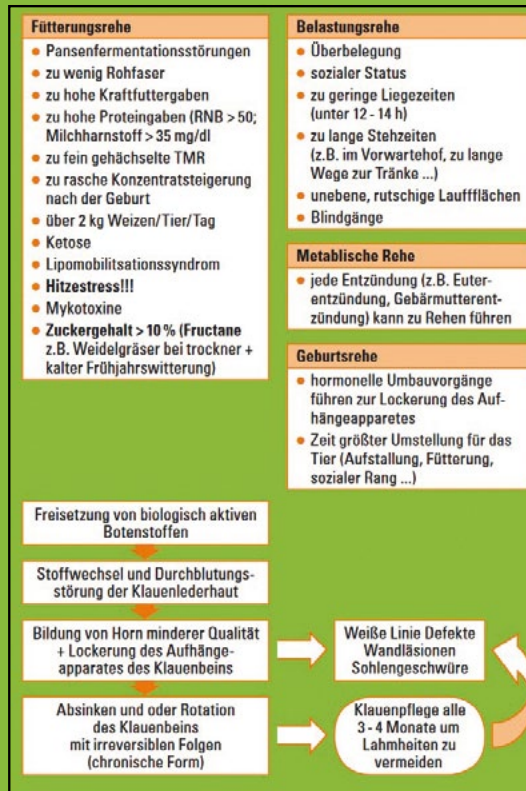 Fütterungsrehe
• Pansenfermentationsstörungen
• zu wenig Rohfaser
• zu hohe Kraftfuttergaben
• zu hohe Proteingaben (RNB > 50;
Milchharnstoff > 35 mg/dl
• zu fein gehächselte TMR
• zu rasche Konzentratsteigerung
nach der Geburt
• über 2 kg Weizen/Tier/Tag
• Ketose
• Lipomobilitsationssyndrom
• Hitzestress!!!
• Mykotoxine
• Zuckergehalt > 10 % (Fructane
z.B. Weidelgräser bei trockner +
kalter Frühjahrswitterung)
Belastungsrehe
• Überbelegung
• sozialer Status
• zu geringe Liegezeiten
(unter 12 - 14 h)
• zu lange Stehzeiten
(z.B. im Vorwartehof, zu lange
Wege zur Tränke ...)
• unebene, rutschige Lauffflächen
• Blindgänge
Metablische Rehe
• jede Entzündung (z.B. Euter-
entzündung, Gebärmutterent-
zündung) kann zu Rehen führen
Geburtsrehe
• hormonelle Umbauvorgänge
führen zur Lockerung des Auf-
hängeapparetes
• Zeit größter Umstellung für das
Tier (Aufstallung, Fütterung,
sozialer Rang ...)
Freisetzung von biologisch aktiven
Botenstoffen
Stoffwechsel und Durchblutungs-
störung der Klauenlederhaut
Bildung von Horn minderer Qualität
+ Lockerung des Aufhänge-
apparates des Klauenbeins
Weiße Linie Defekte
Wandläsionen
Sohlengeschwüre
Absinken und oder Rotation
des Klauenbeins
mit irreversiblen Folgen
(chronische Form)
Klauenpflege alle
3 - 4 Monate um
Lahmheiten zu
vermeiden